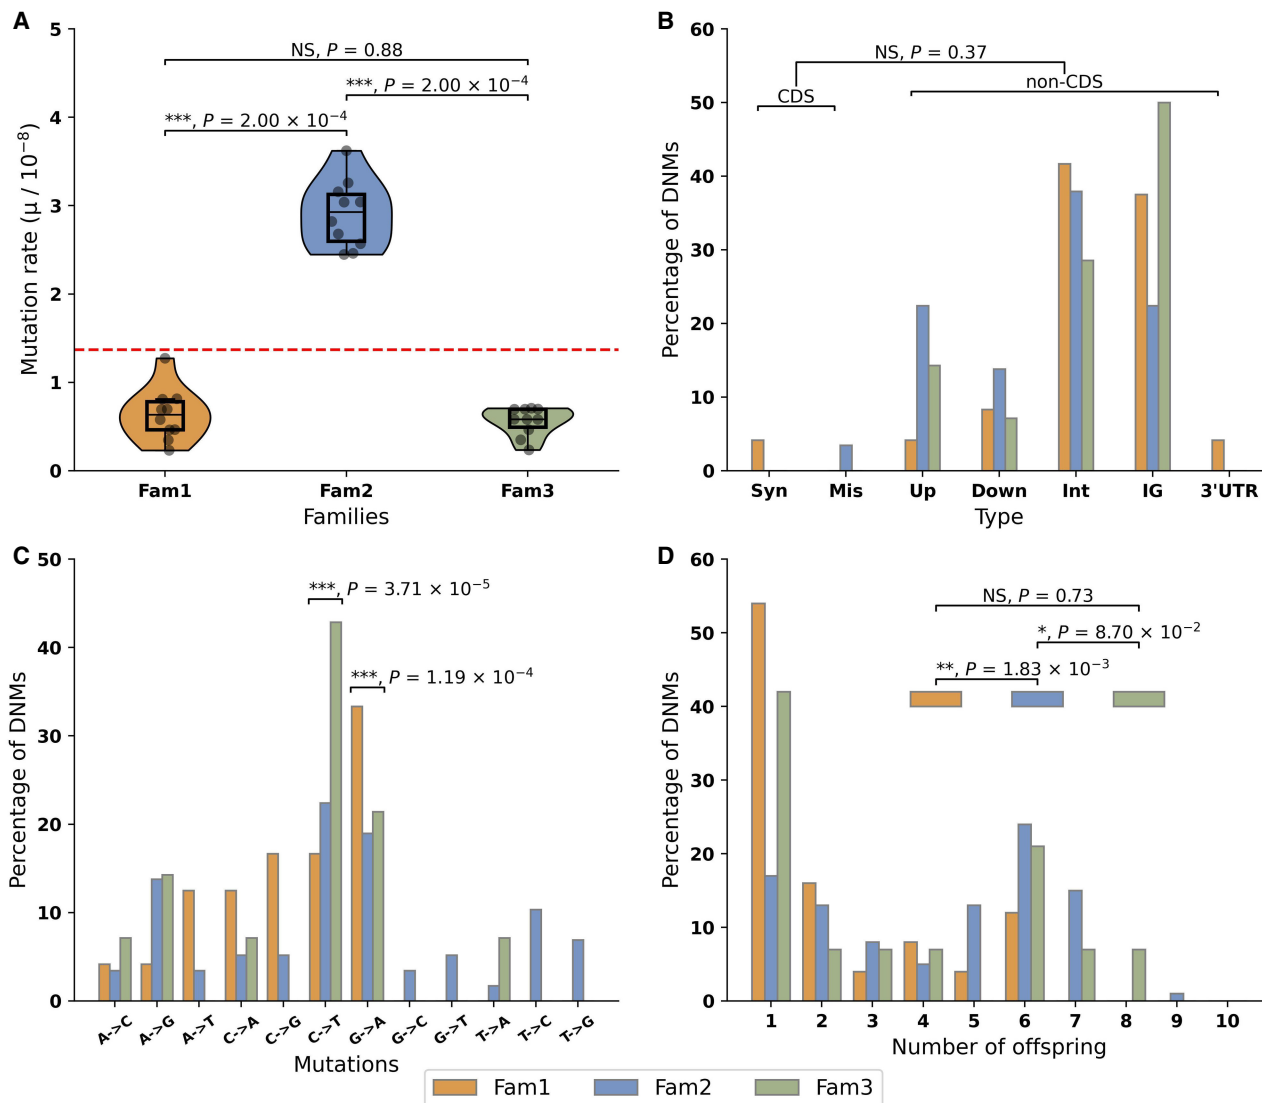 A
5
4
3
2
1
0
Mutation rate (μ / 10⁻⁸)
NS, P = 0.88
***, P = 2.00 × 10⁻⁴
***, P = 2.00 × 10⁻⁴
Fam1 Fam2 Fam3
Families
B
60
50
40
30
20
10
0
Percentage of DNMs
NS, P = 0.37
CDS
non-CDS
Syn Mis Up Down Int IG 3'UTR
Type
C
50
40
30
20
10
0
Percentage of DNMs
***, P = 3.71 × 10⁻⁵
***, P = 1.19 × 10⁻⁴
A->C A->G A->T C->A C->G C->T G->A G->C G->T T->A T->C T->G
Mutations
D
60
50
40
30
20
10
0
Percentage of DNMs
NS, P = 0.73
*, P = 8.70 × 10⁻²
**, P = 1.83 × 10⁻³
1 2 3 4 5 6 7 8 9 10
Number of offspring
Fam1 Fam2 Fam3